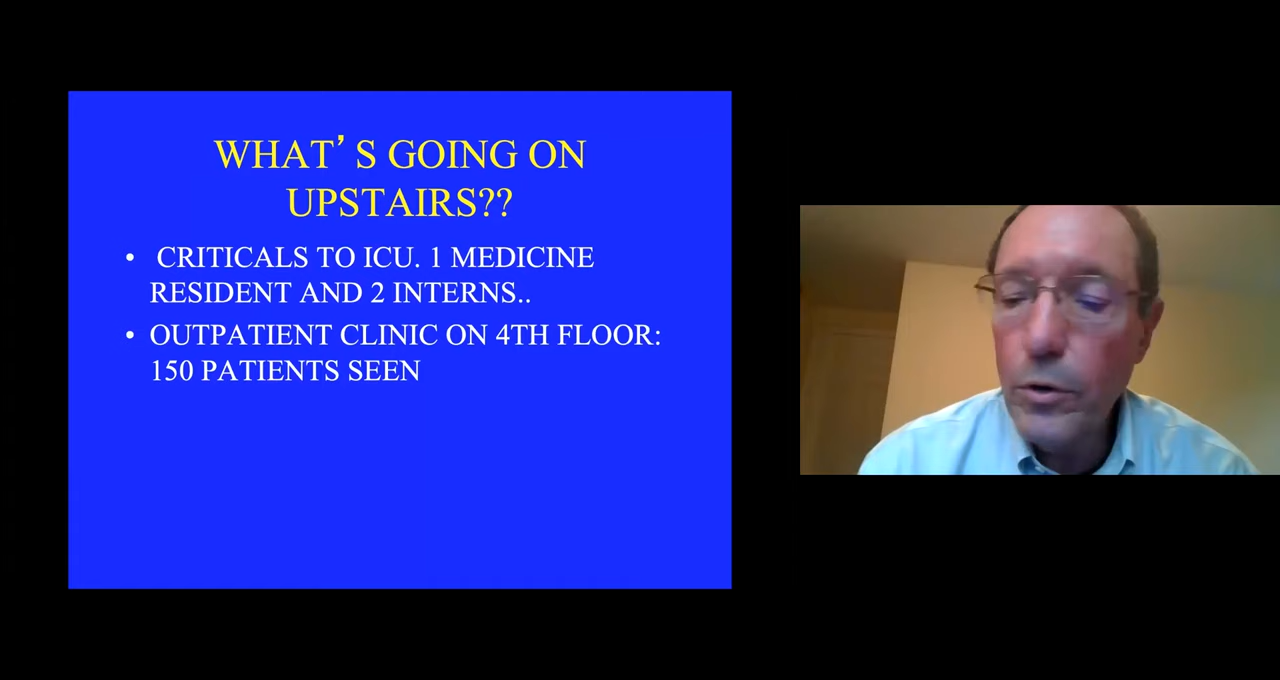 WHAT’S GOING ON
UPSTAIRS??
• CRITICALS TO ICU. 1 MEDICINE
RESIDENT AND 2 INTERNS..
• OUTPATIENT CLINIC ON 4TH FLOOR:
150 PATIENTS SEEN